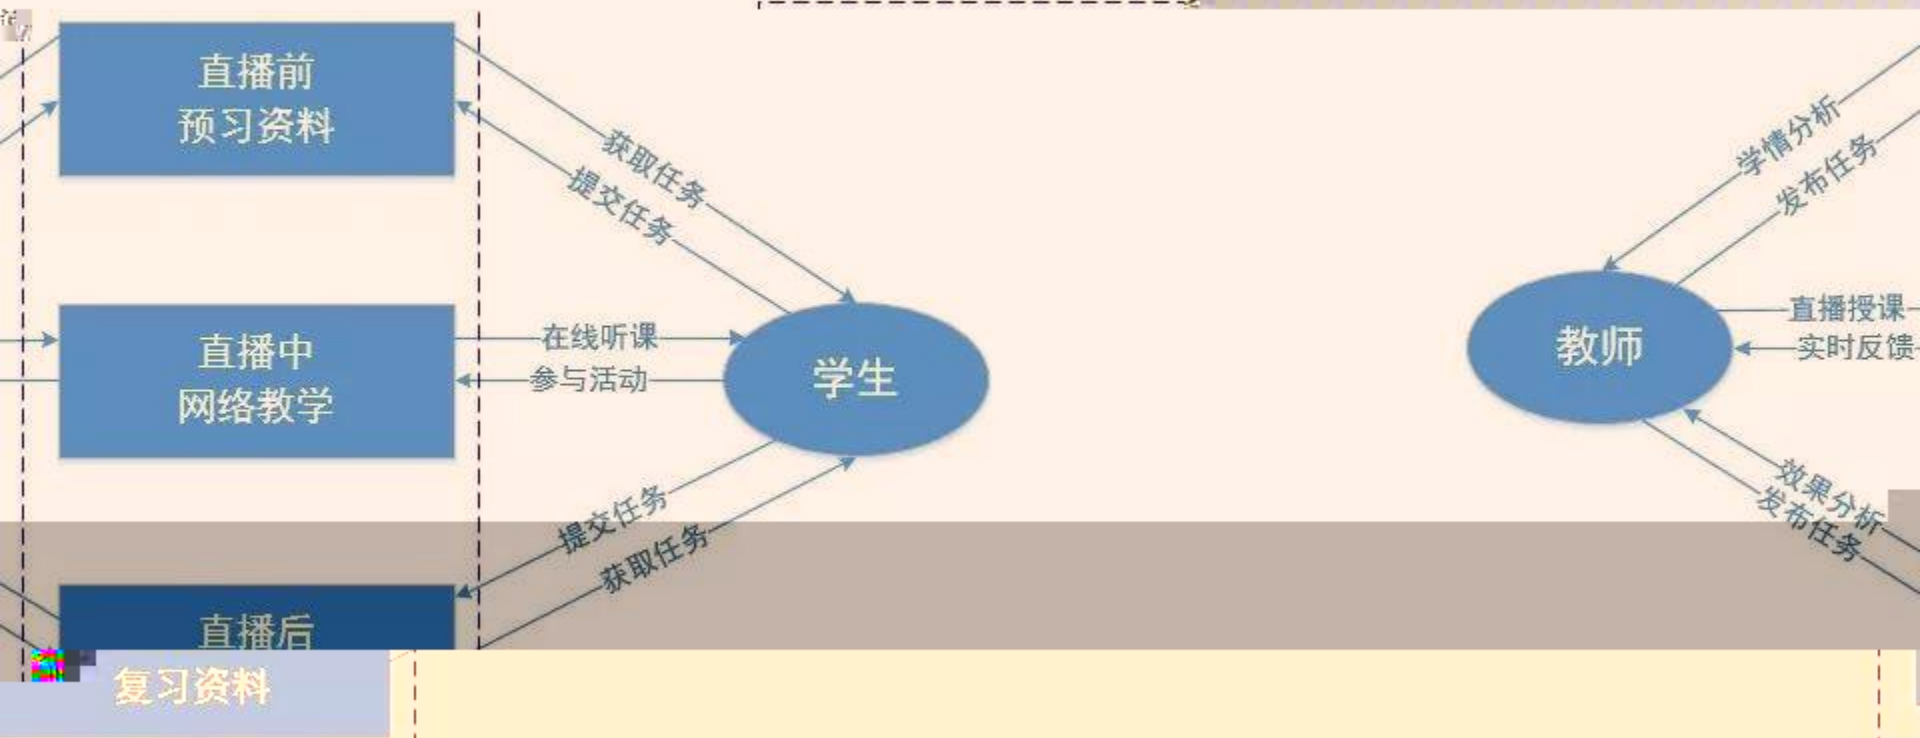 直播前
预习资料
获取任务
提交任务
学情分析
发布任务
直播中
网络教学
在线听课
参与活动
学生
教师
直播授课
实时反馈
提交任务
获取任务
效果分析
发布任务
直播后
复习资料